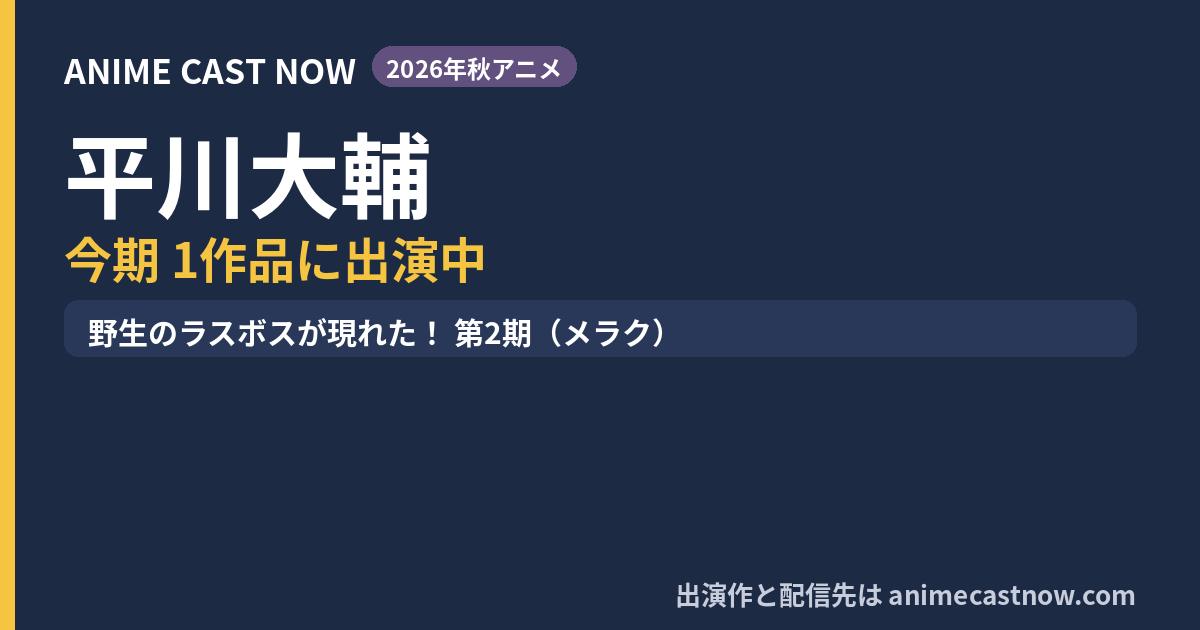 ANIME CAST NOW 2026年秋アニメ
平川大輔
今期 1作品に出演中
野生のラスボスが現れた！ 第2期（メラク）
出演作と配信先は animecastnow.com